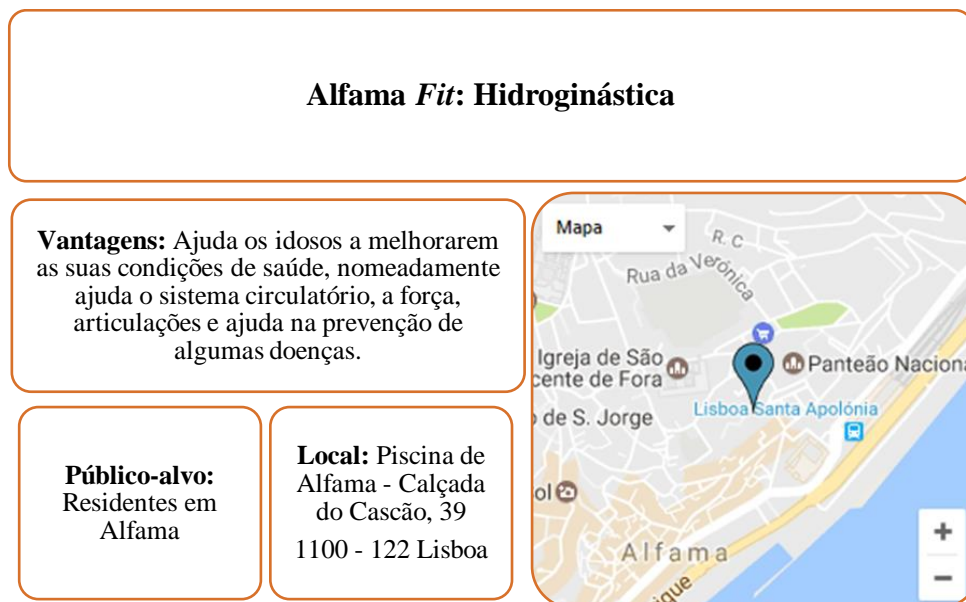 Alfama Fit: Hidroginástica
Vantagens: Ajuda os idosos a melhorarem
as suas condições de saúde, nomeadamente
ajuda o sistema circulatório, a força,
articulações e ajuda na prevenção de
algumas doenças.
Público-alvo:
Residentes em
Alfama
Local: Piscina de
Alfama - Calçada
do Cascão, 39
1100 - 122 Lisboa
Mapa
R. C
Rua da Verónica
Igreja de São
cente de Fora
Panteão Naciona
de S. Jorge
Lisboa Santa Apolónia
ol
Alfama
+
−